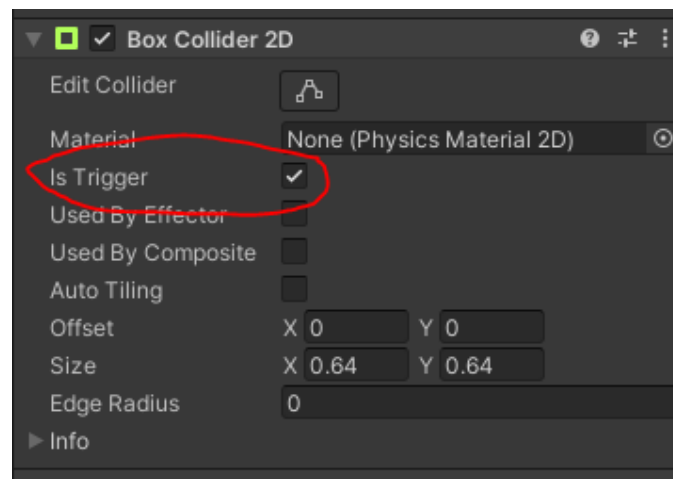 Box Collider 2D
Edit Collider
Material None (Physics Material 2D)
Is Trigger
Used By Effector
Used By Composite
Auto Tiling
Offset X 0 Y 0
Size X 0.64 Y 0.64
Edge Radius 0
Info